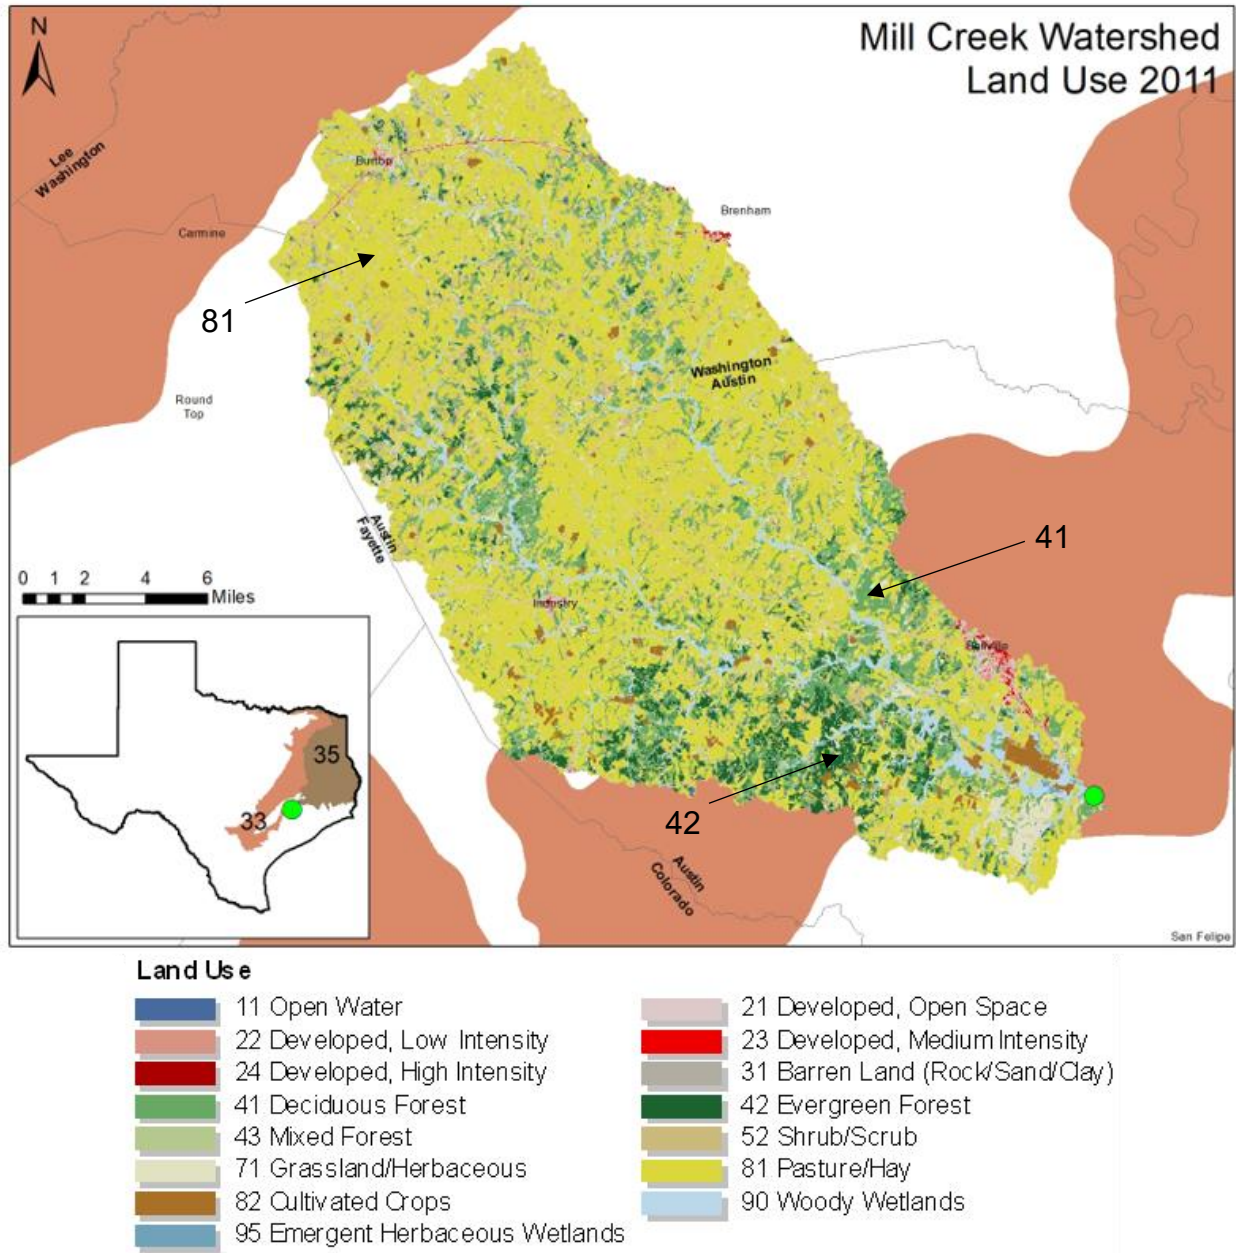 N
Mill Creek Watershed
Land Use 2011
Lee
Washington
Burton
Carmine
Brenham
81
Washington
Austin
Round
Top
Austin
Fayette
41
0 1 2 4 6
Miles
Industry
Bellville
35
33
42
Austin
Colorado
San Felipe
Land Use
11 Open Water
21 Developed, Open Space
22 Developed, Low Intensity
23 Developed, Medium Intensity
24 Developed, High Intensity
31 Barren Land (Rock/Sand/Clay)
41 Deciduous Forest
42 Evergreen Forest
43 Mixed Forest
52 Shrub/Scrub
71 Grassland/Herbaceous
81 Pasture/Hay
82 Cultivated Crops
90 Woody Wetlands
95 Emergent Herbaceous Wetlands